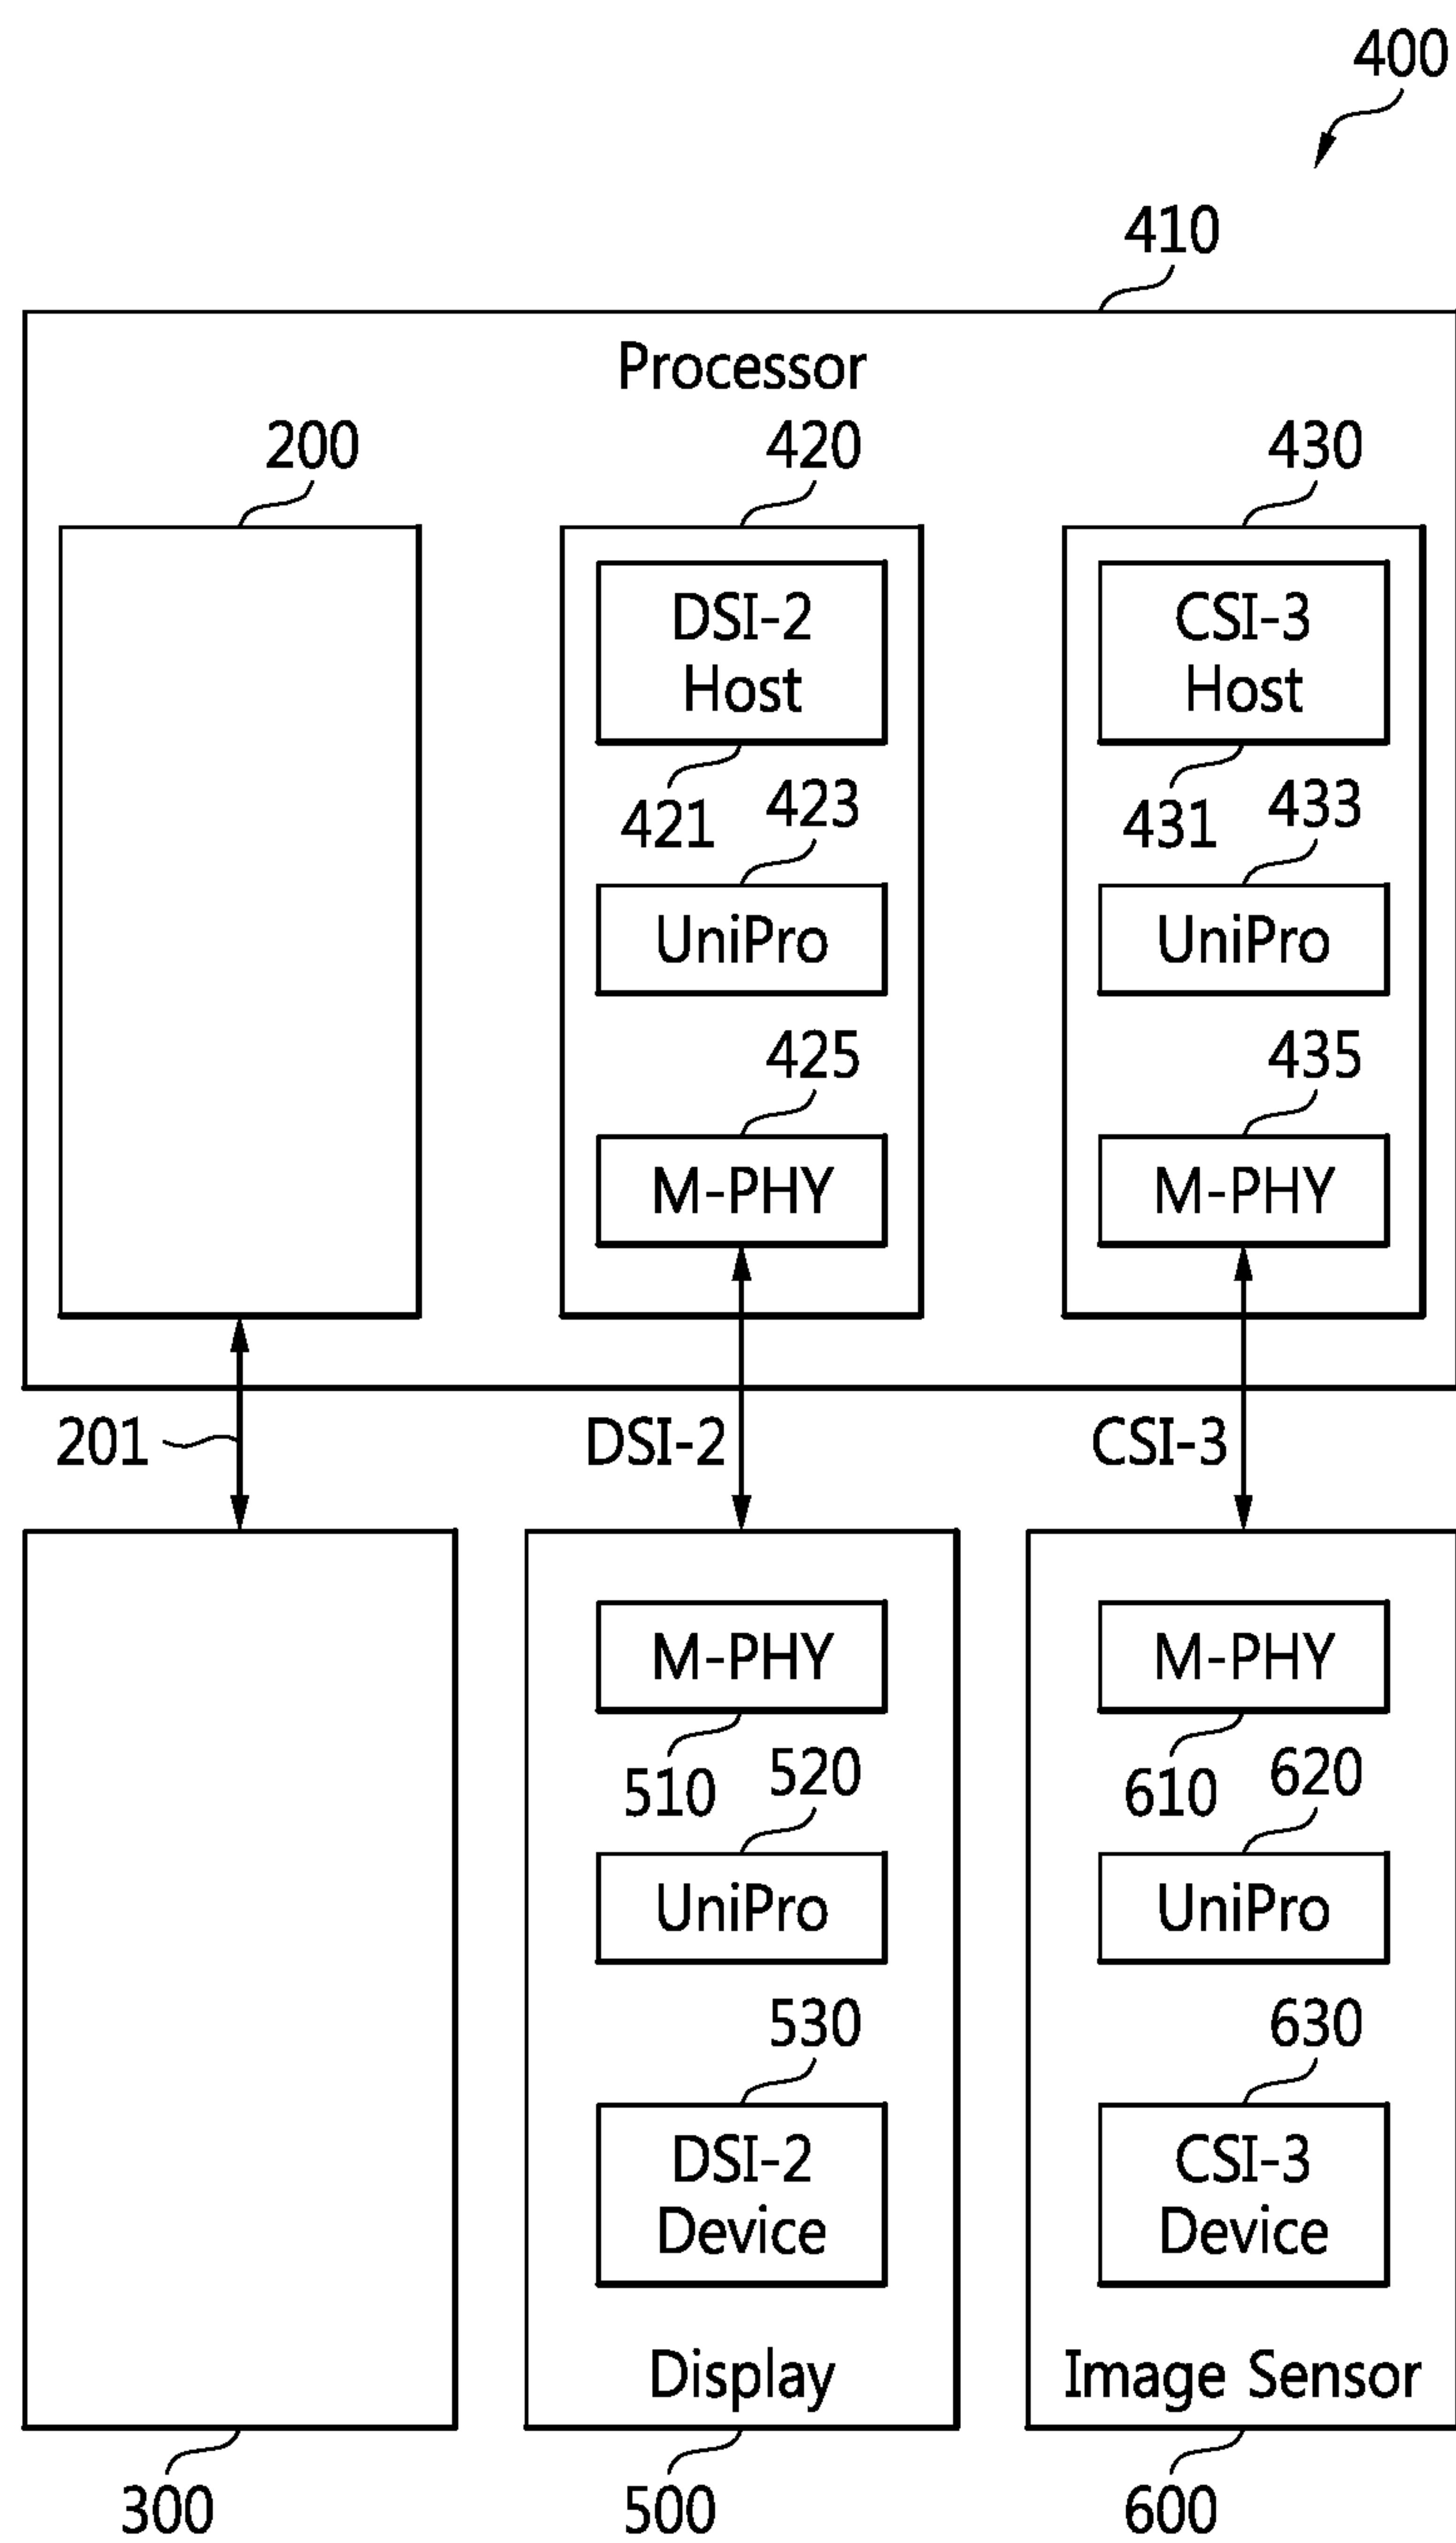 400
410
Processor
200
420
430
DSI-2
Host
CSI-3
Host
421
423
431
433
UniPro
UniPro
425
435
M-PHY
M-PHY
201
DSI-2
CSI-3
M-PHY
M-PHY
510
520
610
620
UniPro
UniPro
530
630
DSI-2
Device
CSI-3
Device
Display
Image Sensor
300
500
600